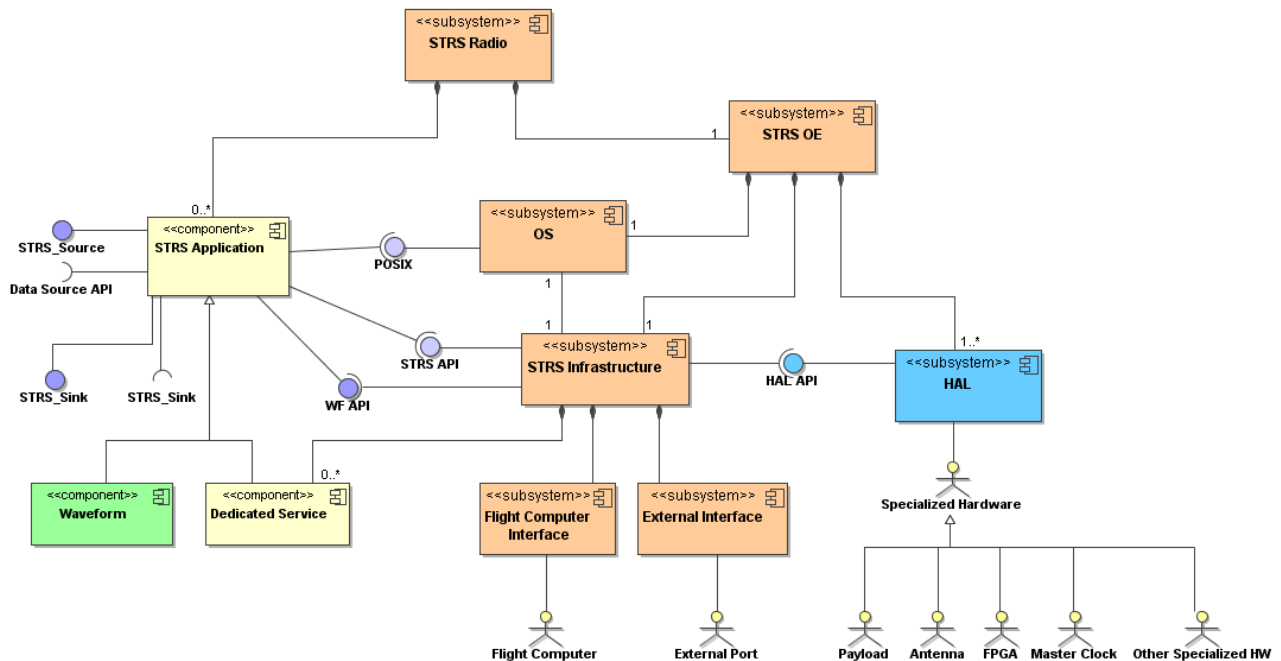 <<subsystem>>
STRS Radio
<<subsystem>>
STRS OE
1
0..*
<<component>>
STRS Application
STRS_Source
Data Source API
STRS_Sink
STRS_Sink
POSIX
<<subsystem>>
OS
1
1
1
1
STRS API
WF API
<<subsystem>>
STRS Infrastructure
HAL API
1..*
<<subsystem>>
HAL
0..*
<<component>>
Waveform
<<component>>
Dedicated Service
<<subsystem>>
Flight Computer
Interface
<<subsystem>>
External Interface
Specialized Hardware
Flight Computer
External Port
Payload
Antenna
FPGA
Master Clock
Other Specialized HW